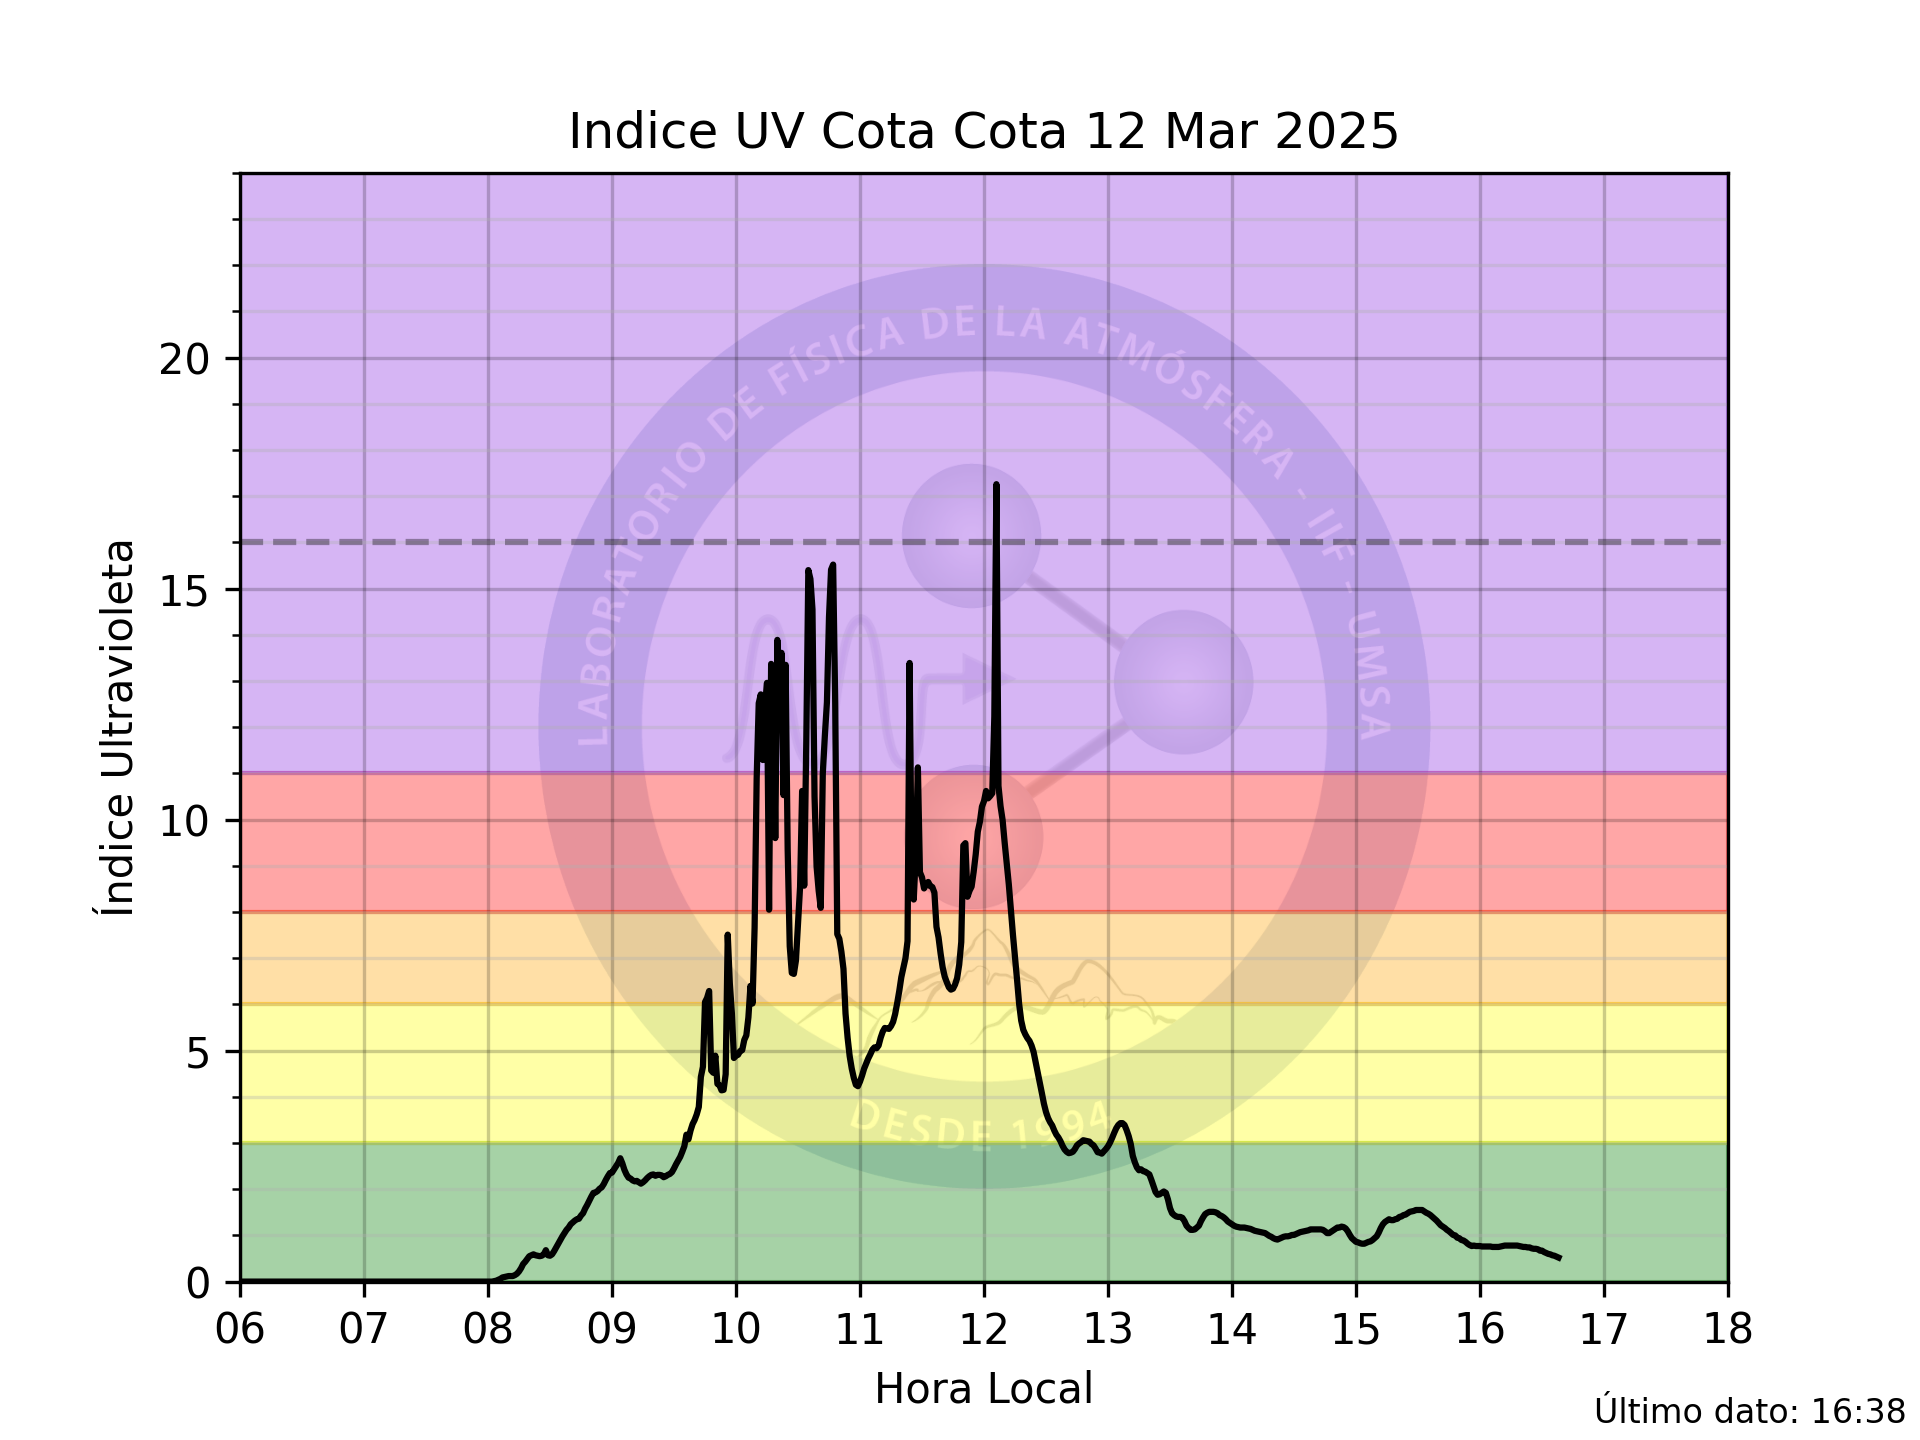 Indice UV Cota Cota 12 Mar 2025
Índice Ultravioleta
20
15
10
5
0
LABORATORIO DE FÍSICA DE LA ATMÓSFERA - IIF - UMSA
DESDE 1994
06 07 08 09 10 11 12 13 14 15 16 17 18
Hora Local
Último dato: 16:38